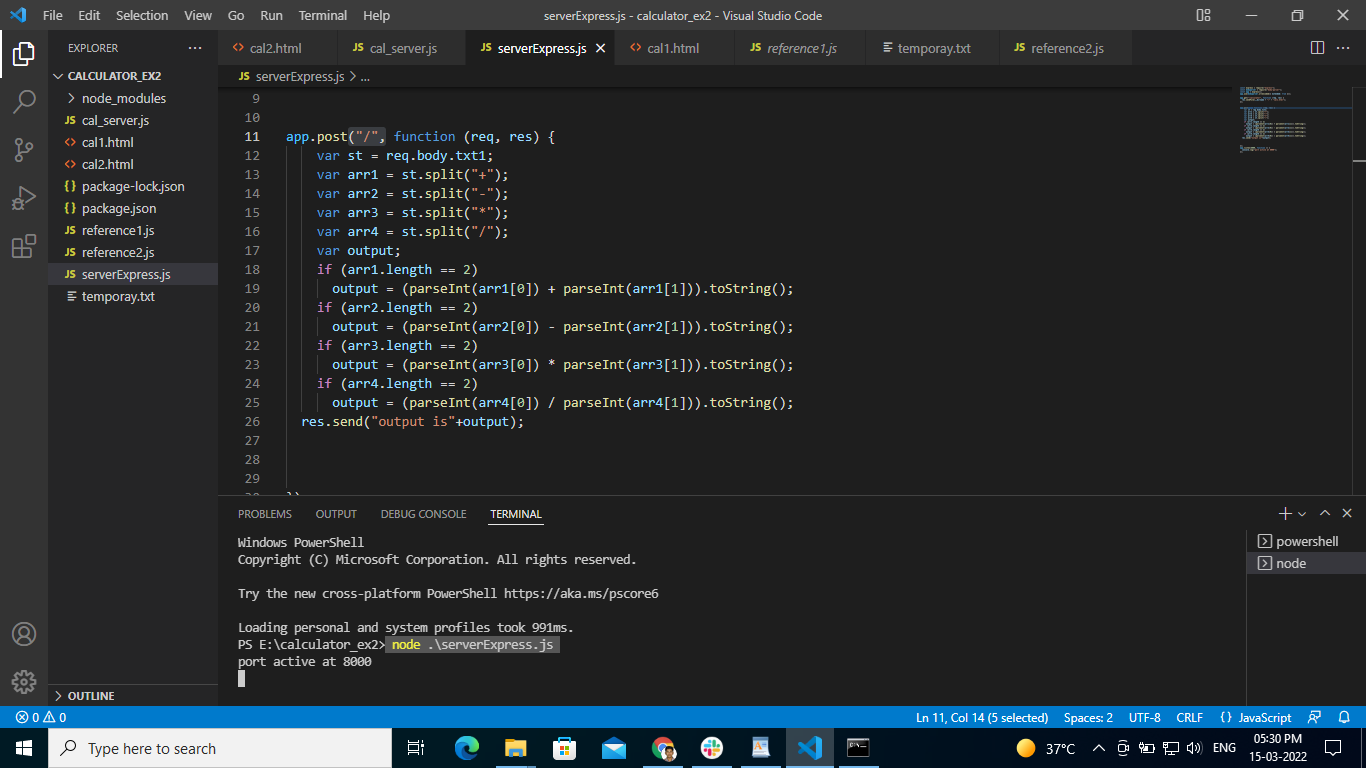 File Edit Selection View Go Run Terminal Help serverExpress.js - calculator_ex2 - Visual Studio Code
EXPLORER ...
CALCULATOR_EX2
node_modules
JS cal_server.js
<> cal1.html
<> cal2.html
{} package-lock.json
{} package.json
JS reference1.js
JS reference2.js
JS serverExpress.js
temporay.txt
OUTLINE
<> cal2.html JS cal_server.js JS serverExpress.js <> cal1.html JS reference1.js temporay.txt JS reference2.js ...
JS serverExpress.js > ...
9
10
11 app.post("/", function (req, res) {
12 var st = req.body.txt1;
13 var arr1 = st.split("+");
14 var arr2 = st.split("-");
15 var arr3 = st.split("*");
16 var arr4 = st.split("/");
17 var output;
18 if (arr1.length == 2)
19 output = (parseInt(arr1[0]) + parseInt(arr1[1])).toString();
20 if (arr2.length == 2)
21 output = (parseInt(arr2[0]) - parseInt(arr2[1])).toString();
22 if (arr3.length == 2)
23 output = (parseInt(arr3[0]) * parseInt(arr3[1])).toString();
24 if (arr4.length == 2)
25 output = (parseInt(arr4[0]) / parseInt(arr4[1])).toString();
26 res.send("output is"+output);
27
28
29
PROBLEMS OUTPUT DEBUG CONSOLE TERMINAL
Windows PowerShell
Copyright (C) Microsoft Corporation. All rights reserved.
Try the new cross-platform PowerShell https://aka.ms/pscore6
Loading personal and system profiles took 991ms.
PS E:\calculator_ex2> node .\serverExpress.js
port active at 8000
powershell
node
0 0 Ln 11, Col 14 (5 selected) Spaces: 2 UTF-8 CRLF {} JavaScript
Type here to search 37°C ENG 05:30 PM
15-03-2022